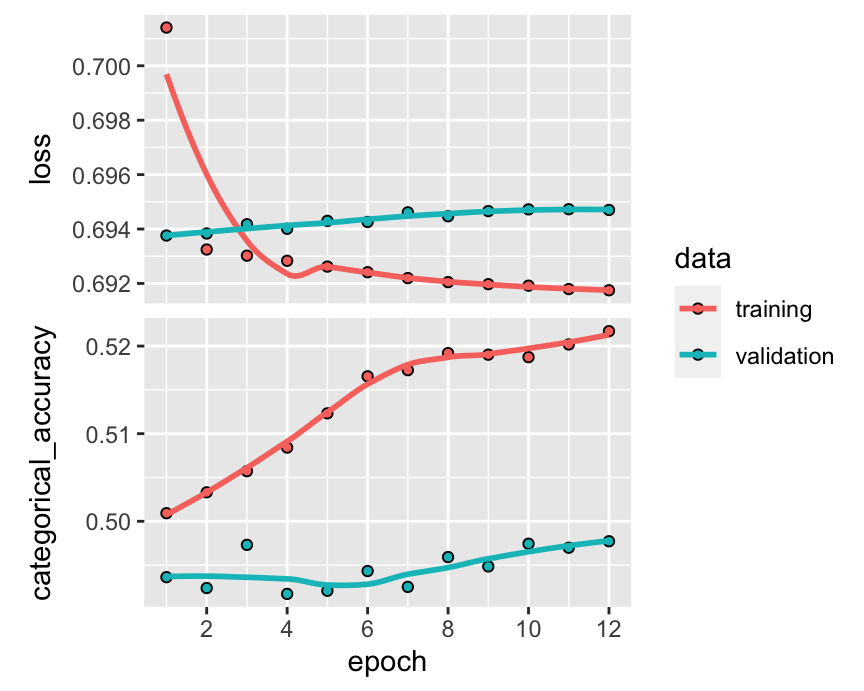 loss
0.700
0.698
0.696
0.694
0.692
categorical_accuracy
0.52
0.51
0.50
2 4 6 8 10 12
epoch
data
training
validation